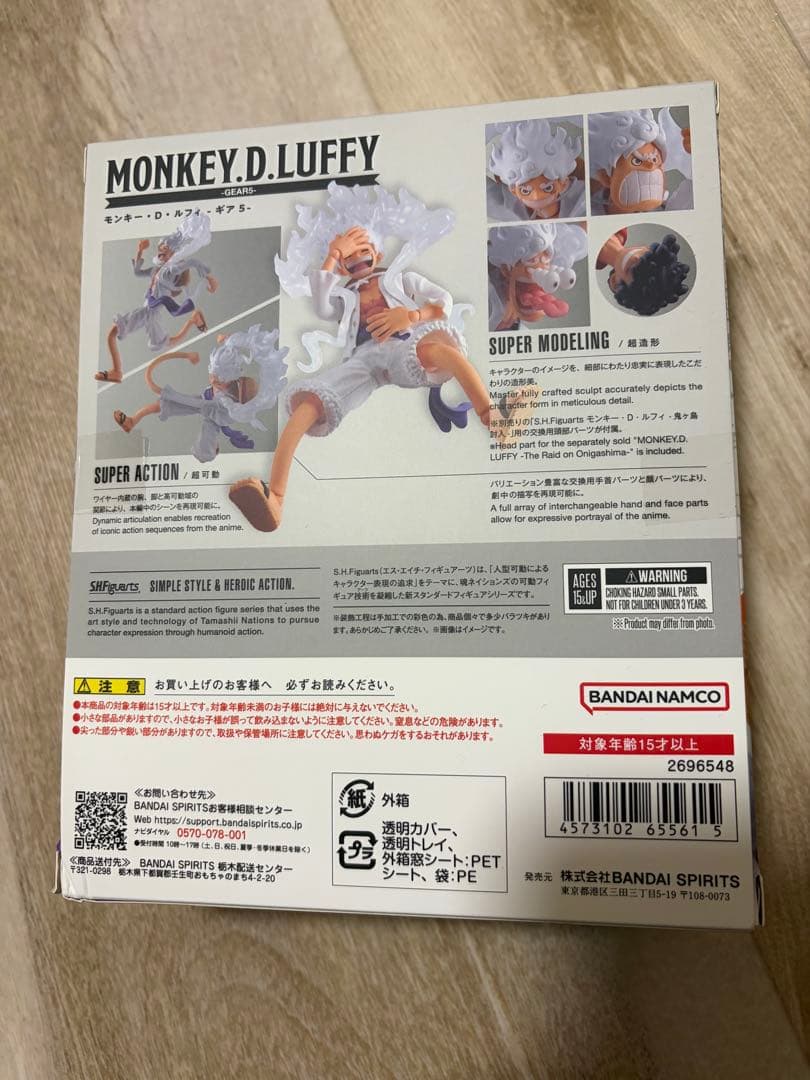 MONKEY.D.LUFFY
-GEAR5-
モンキー・D・ルフィ -ギア5-
SUPER MODELING / 超造形
キャラクターのイメージを、細部にわたり忠実に表現したこだ
わりの造形美。
Master fully crafted sculpt accurately depicts the
character form in meticulous detail.
※別売りの「S.H.Figuarts モンキー・D・ルフィ -鬼ヶ島
討入-」用の交換用頭部パーツが付属。
※Head part for the separately sold "MONKEY.D.
LUFFY -The Raid on Onigashima-" is included.
SUPER ACTION / 超可動
ワイヤー内蔵の腕、脚と高可動域の
関節により、本編中のシーンを再現可能に。
Dynamic articulation enables recreation
of iconic action sequences from the anime.
バリエーション豊富な交換用手首パーツと顔パーツにより、
劇中の描写を再現可能に。
A full array of interchangeable hand and face parts
allow for expressive portrayal of the anime.
S.H.Figuarts SIMPLE STYLE & HEROIC ACTION.
S.H.Figuarts is a standard action figure series that uses the
art style and technology of Tamashii Nations to pursue
character expression through humanoid action.
S.H.Figuarts(エス・エイチ・フィギュアーツ)は、「人型可動による
キャラクター表現の追求」をテーマに、魂ネイションズの可動フィ
ギュア技術を凝縮した新スタンダードフィギュアシリーズです。
※装飾工程は手加工での彩色の為、商品個々で多少バラツキがあり
ます。あらかじめご了承ください。 ※画像はイメージです。
AGES
15&UP
⚠WARNING
CHOKING HAZARD SMALL PARTS.
NOT FOR CHILDREN UNDER 3 YEARS.
※Product may differ from photo.
⚠注意 お買い上げのお客様へ 必ずお読みください。
●本商品の対象年齢は15才以上です。対象年齢未満のお子様には絶対に与えないでください。
●小さな部品がありますので、小さなお子様が誤って飲み込まないように注意してください。窒息などの危険があります。
●尖った部分や鋭い部分がありますので、取扱や保管場所に注意してください。思わぬケガをするおそれがあります。
BANDAI NAMCO
対象年齢15才以上
2696548
≪お問い合わせ先≫
BANDAI SPIRITSお客様相談センター
Web https://support.bandaispirits.co.jp
ナビダイヤル 0570-078-001
●受付時間 10時〜17時(土、日、祝日、夏季・冬季休業日を除く)
≪商品送付先≫ BANDAI SPIRITS 栃木配送センター
〒321-0298 栃木県下都賀郡壬生町おもちゃのまち4-2-20
紙 外箱
プラ 透明カバー、
透明トレイ、
外箱窓シート:PET
シート、袋:PE
4573102 65561 5
発売元 株式会社BANDAI SPIRITS
東京都港区三田三丁目5-19 〒108-0073